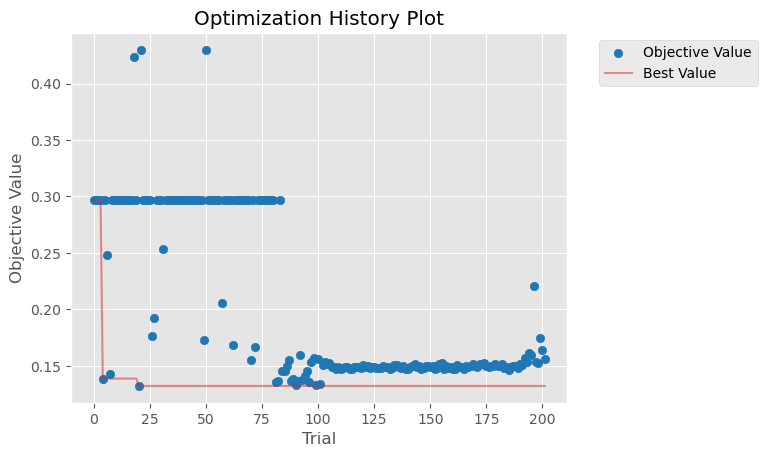 Optimization History Plot
Objective Value
Best Value
Objective Value
0.40
0.35
0.30
0.25
0.20
0.15
0 25 50 75 100 125 150 175 200
Trial